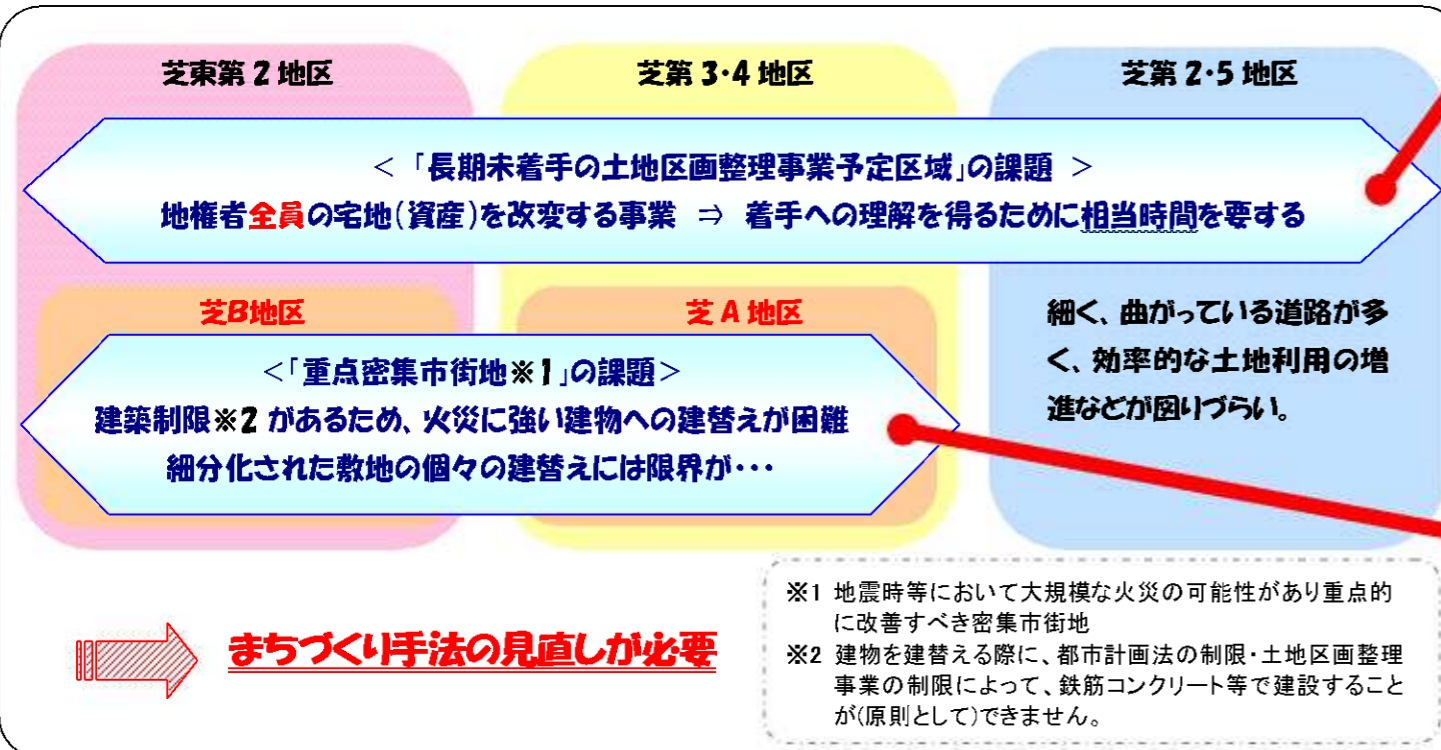 芝東第2地区
芝第3・4地区
芝第2・5地区
<「長期未着手の土地区画整理事業予定区域」の課題 >
地権者全員の宅地(資産)を改変する事業 ⇒ 着手への理解を得るために相当時間を要する
芝B地区
芝A地区
<「重点密集市街地※1」の課題>
建築制限※2 があるため、火災に強い建物への建替えが困難
細分化された敷地の個々の建替えには限界が・・・
細く、曲がっている道路が多
く、効率的な土地利用の増
進などが図りづらい。
※1 地震時等において大規模な火災の可能性があり重点的
に改善すべき密集市街地
※2 建物を建替える際に、都市計画法の制限・土地区画整理
事業の制限によって、鉄筋コンクリート等で建設すること
が(原則として)できません。
まちづくり手法の見直しが必要